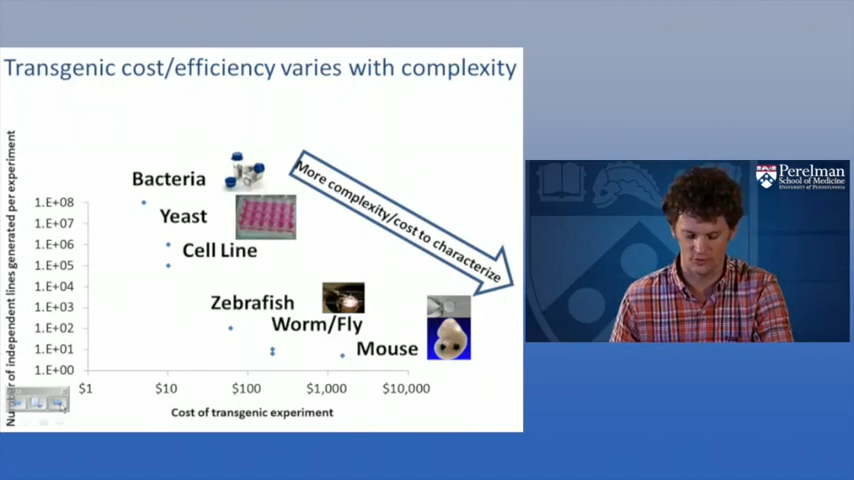 Transgenic cost/efficiency varies with complexity
Number of independent lines generated per experiment
More complexity/cost to characterize
Bacteria
Yeast
Cell Line
Zebrafish
Worm/Fly
Mouse
1.E+08
1.E+07
1.E+06
1.E+05
1.E+04
1.E+03
1.E+02
1.E+01
1.E+00
$1
$10
$100
$1,000
$10,000
Cost of transgenic experiment
Perelman
School of Medicine
University of Pennsylvania